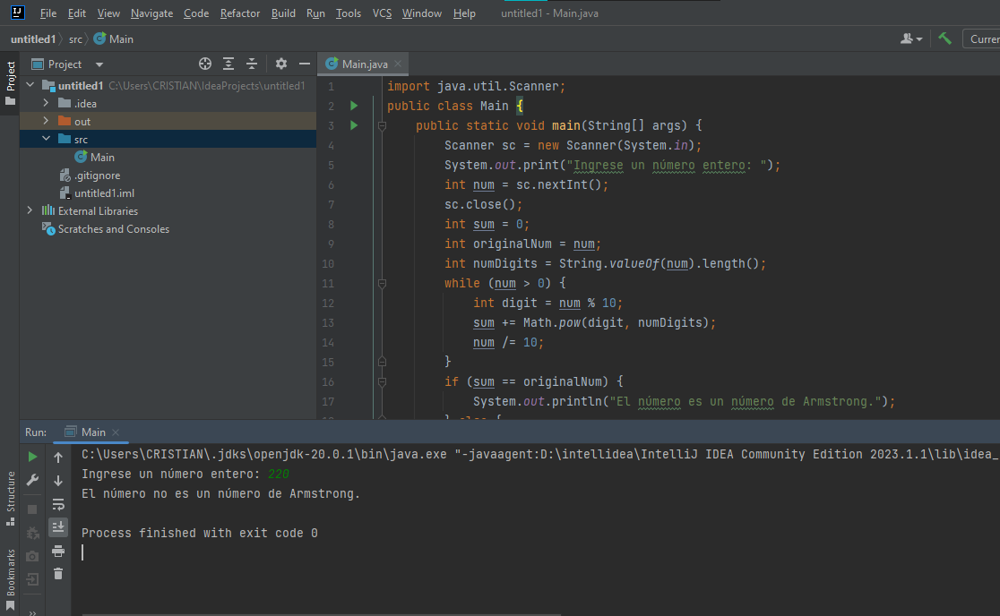 File Edit View Navigate Code Refactor Build Run Tools VCS Window Help untitled1 - Main.java
untitled1 src Main
Curren
Project
Project
Main.java
untitled1 C:\Users\CRISTIAN\IdeaProjects\untitled1
.idea
out
src
Main
.gitignore
untitled1.iml
External Libraries
Scratches and Consoles
1 import java.util.Scanner;
2 public class Main {
3 public static void main(String[] args) {
4 Scanner sc = new Scanner(System.in);
5 System.out.print("Ingrese un número entero: ");
6 int num = sc.nextInt();
7 sc.close();
8 int sum = 0;
9 int originalNum = num;
10 int numDigits = String.valueOf(num).length();
11 while (num > 0) {
12 int digit = num % 10;
13 sum += Math.pow(digit, numDigits);
14 num /= 10;
15 }
16 if (sum == originalNum) {
17 System.out.println("El número es un número de Armstrong.");
18 } else {
Run: Main
C:\Users\CRISTIAN\.jdks\openjdk-20.0.1\bin\java.exe "-javaagent:D:\intellidea\IntelliJ IDEA Community Edition 2023.1.1\lib\idea_
Ingrese un número entero: 220
El número no es un número de Armstrong.
Process finished with exit code 0
Structure
Bookmarks